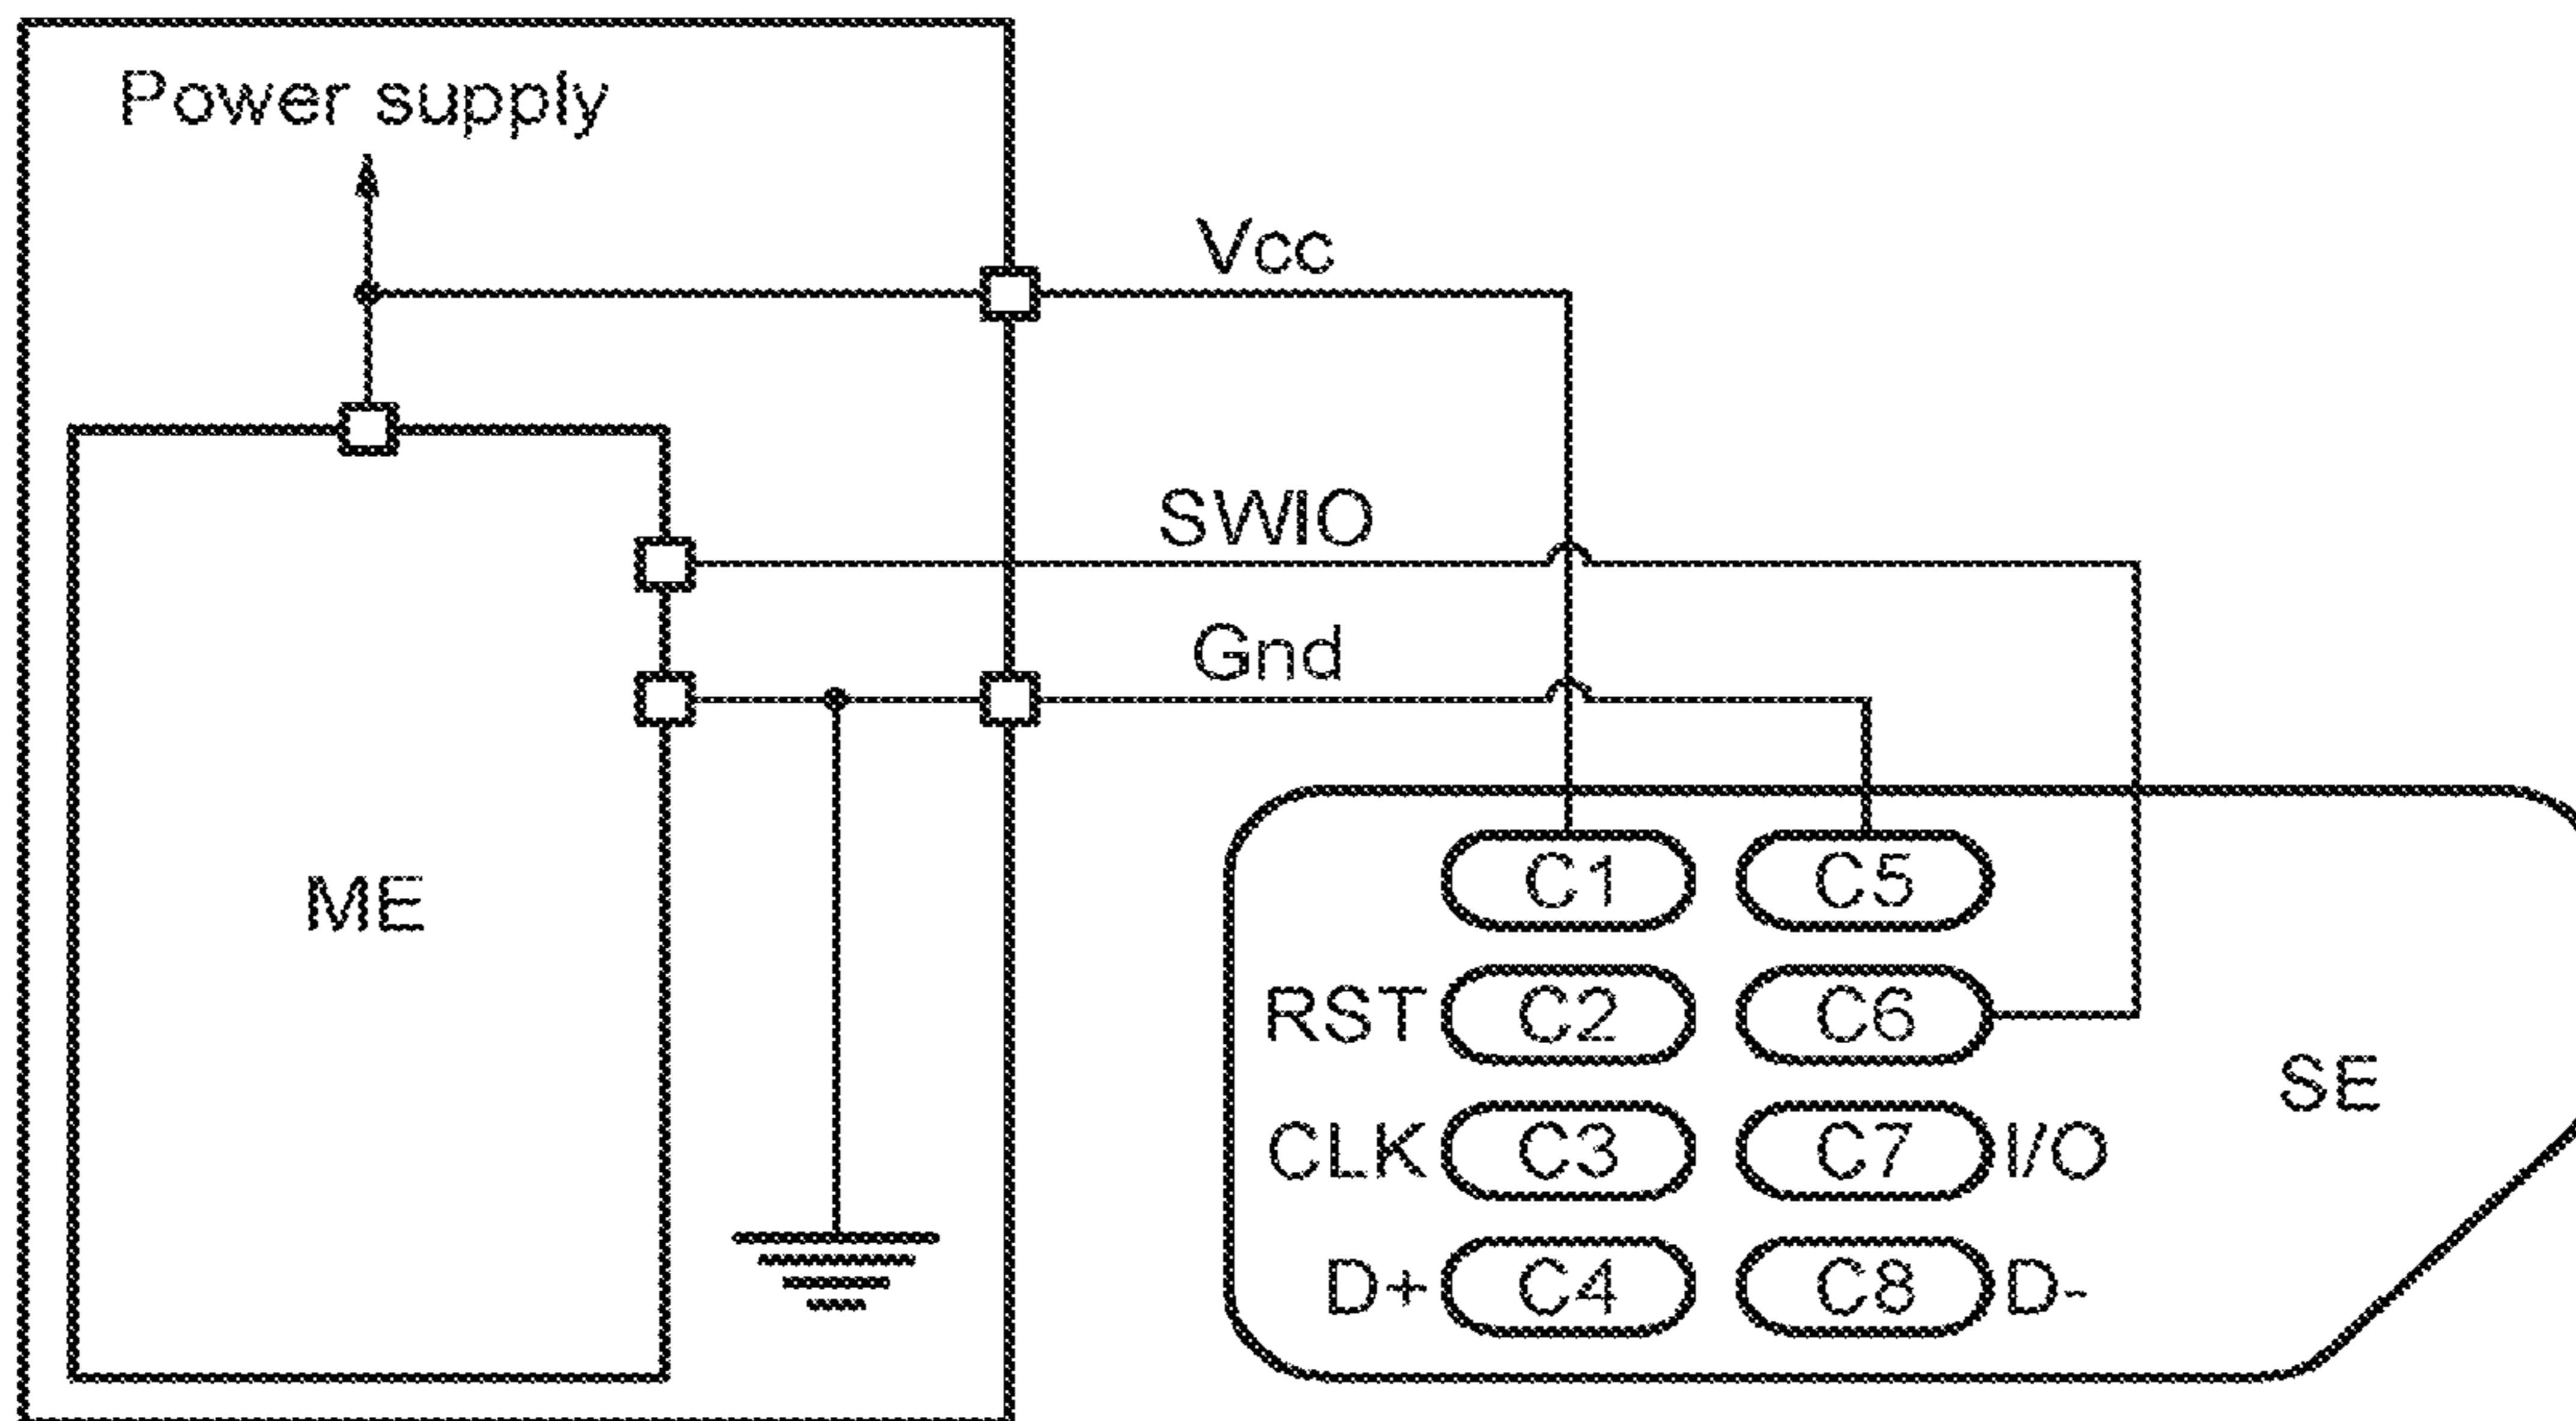 Power supply
Vcc
SWIO
Gnd
ME
C1 C5
RST C2 C6
SE
CLK C3 C7 I/O
D+ C4 C8 D-